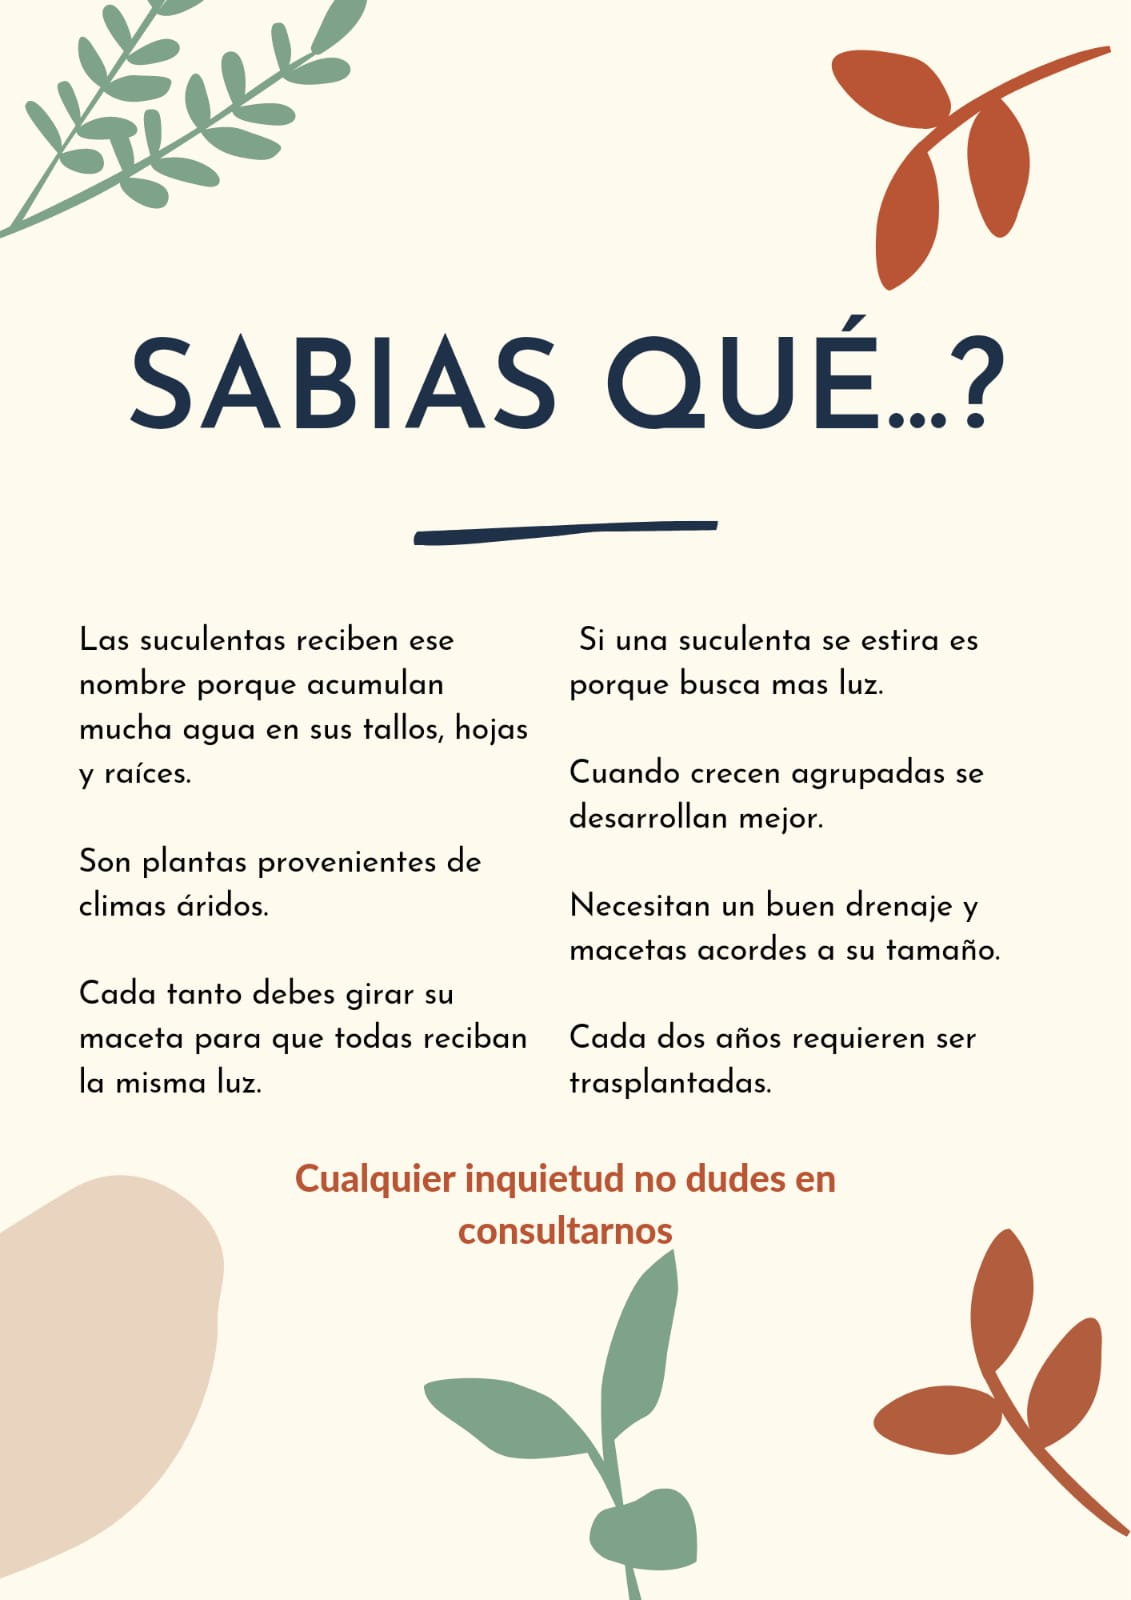 SABIAS QUÉ...?
Las suculentas reciben ese
nombre porque acumulan
mucha agua en sus tallos, hojas
y raíces.
Son plantas provenientes de
climas áridos.
Cada tanto debes girar su
maceta para que todas reciban
la misma luz.
Si una suculenta se estira es
porque busca mas luz.
Cuando crecen agrupadas se
desarrollan mejor.
Necesitan un buen drenaje y
macetas acordes a su tamaño.
Cada dos años requieren ser
trasplantadas.
Cualquier inquietud no dudes en
consultarnos